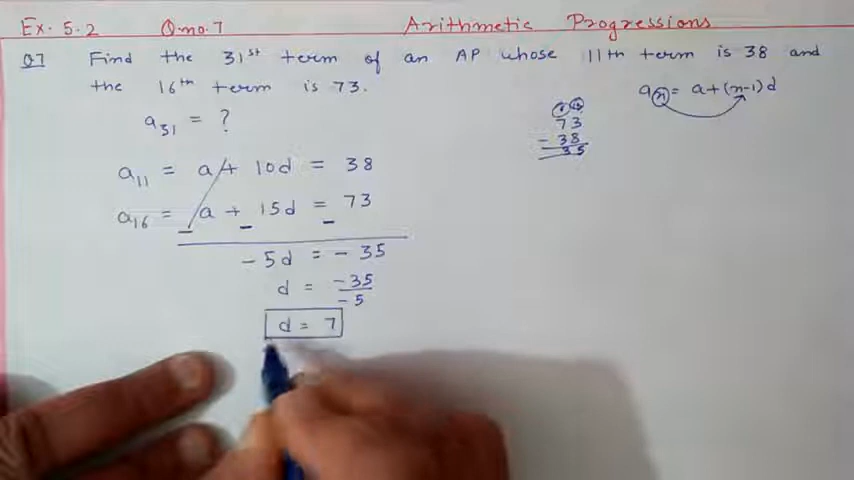 Ex. 5.2 Q.no.7 Arithmetic Progressions
Q7 Find the 31st term of an AP whose 11th term is 38 and
the 16th term is 73.
aₙ = a+(n-1)d
a₃₁ = ?
73
- 38
35
a₁₁ = a + 10d = 38
a₁₆ = a + 15d = 73
- - -
-5d = -35
d = -35/-5
d = 7